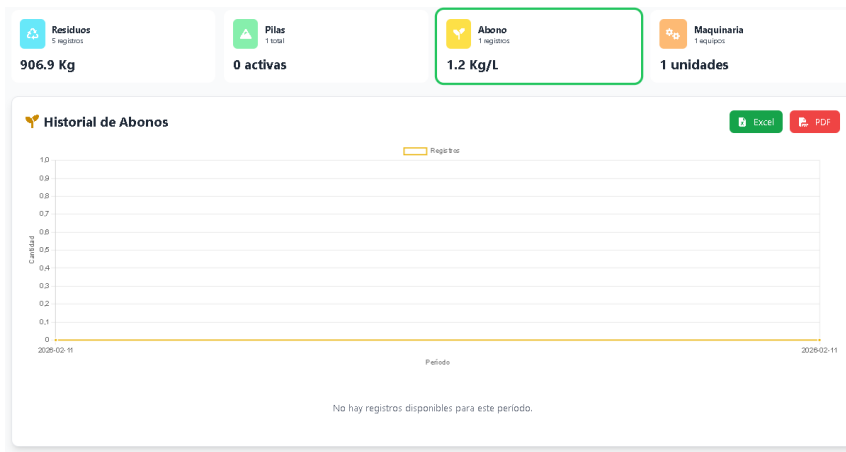 Residuos
5 registros
906.9 Kg
Pilas
1 total
0 activas
Abono
1 registros
1.2 Kg/L
Maquinaria
1 equipos
1 unidades
Historial de Abonos
Excel
PDF
Registros
1,0
0,9
0,8
0,7
0,6
0,5
0,4
0,3
0,2
0,1
0
Cantidad
2026-02-11
2026-02-11
Periodo
No hay registros disponibles para este período.